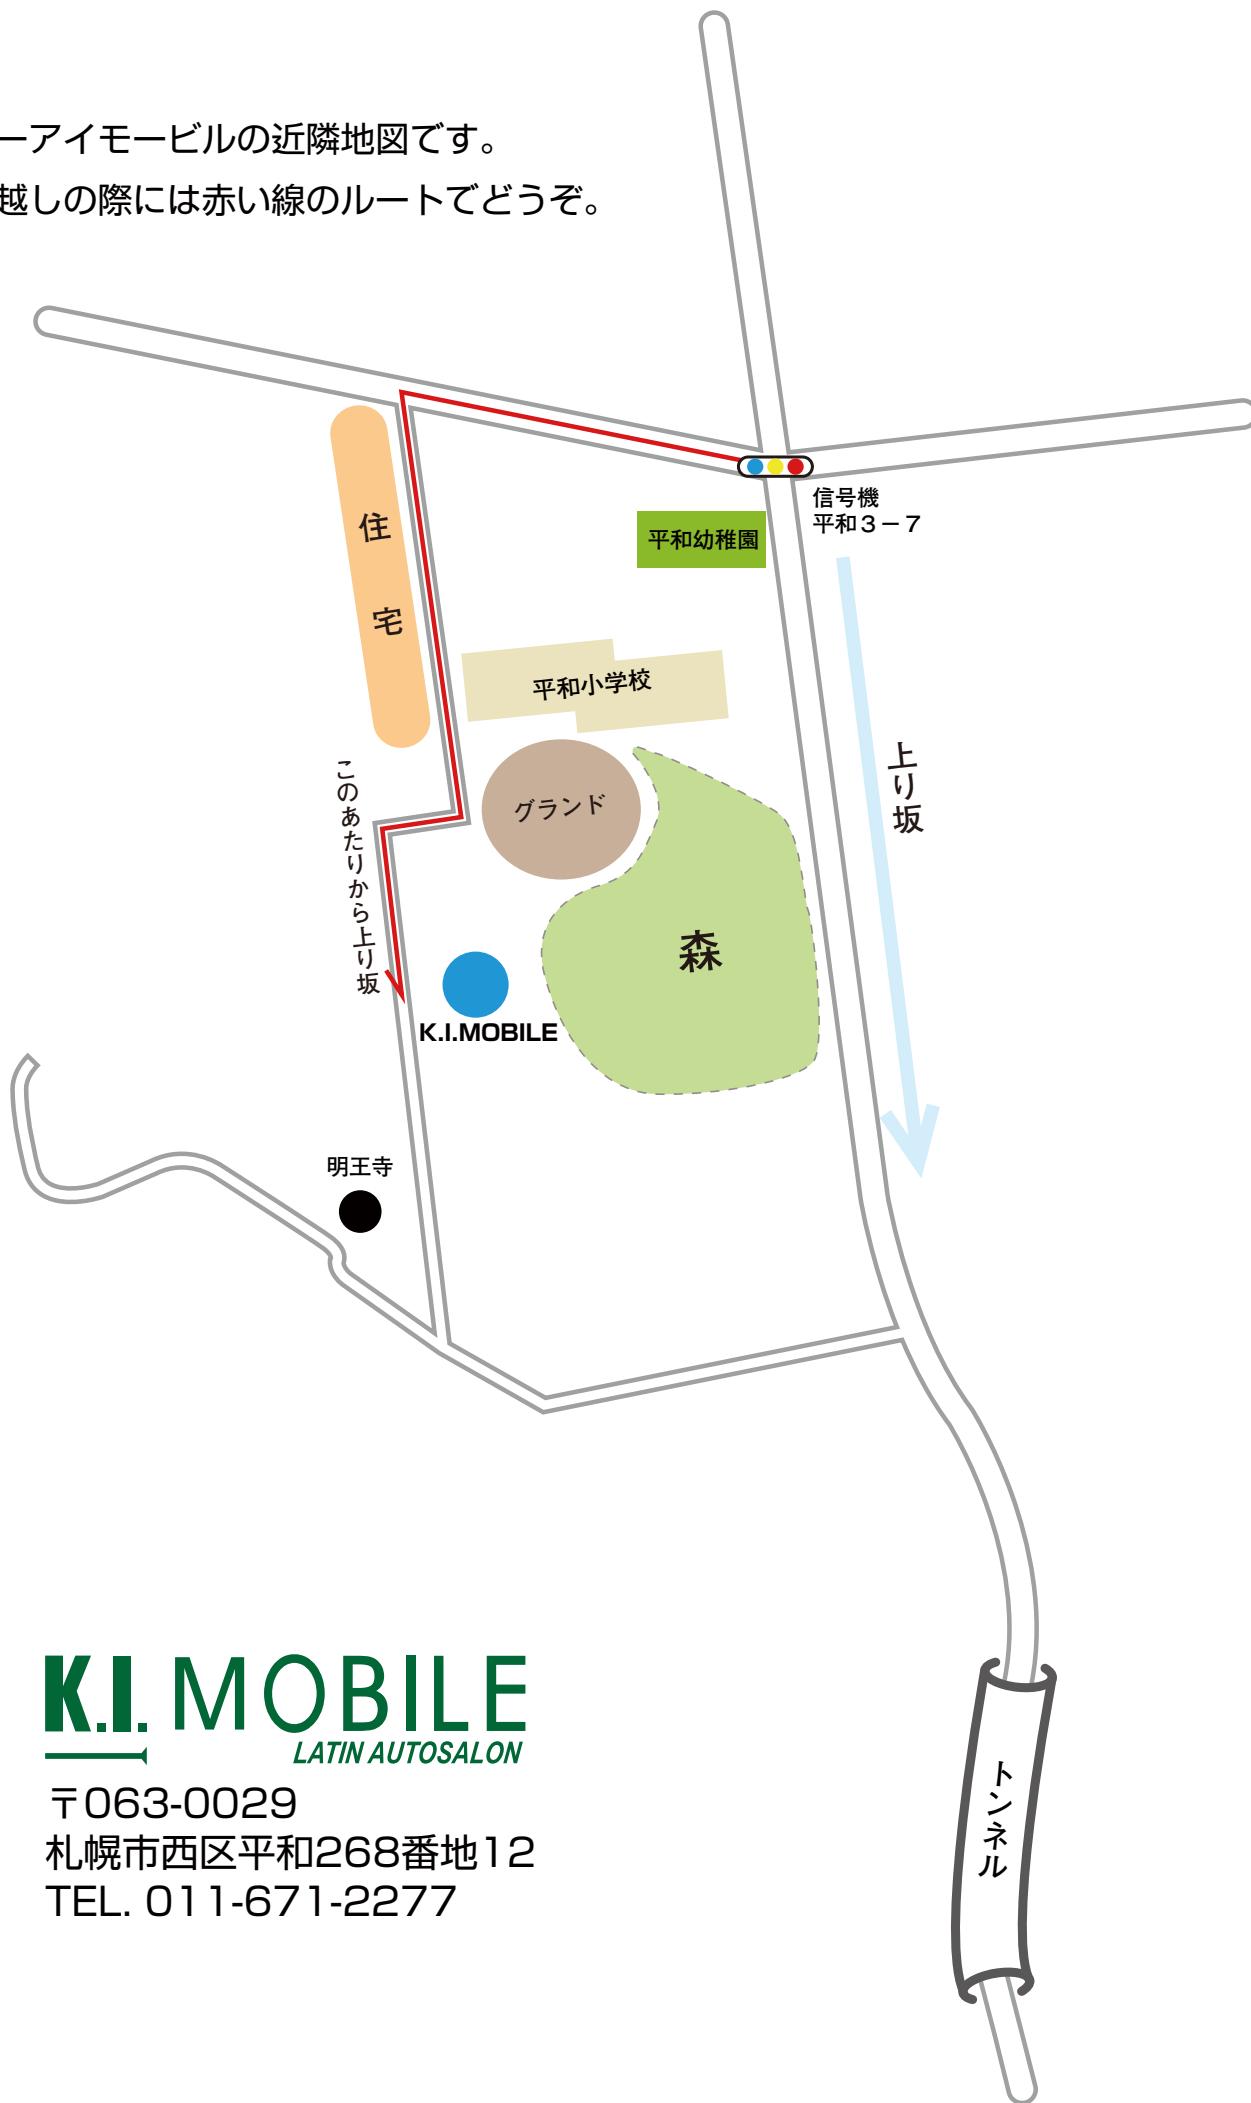 ーアイモービルの近隣地図です。
越しの際には赤い線のルートでどうぞ。
信号機
平和３－７
平和幼稚園
住宅
平和小学校
グランド
上り坂
このあたりから上り坂
森
K.I.MOBILE
明王寺
トンネル
K.I. MOBILE
LATIN AUTOSALON
〒063-0029
札幌市西区平和268番地12
TEL. 011-671-2277